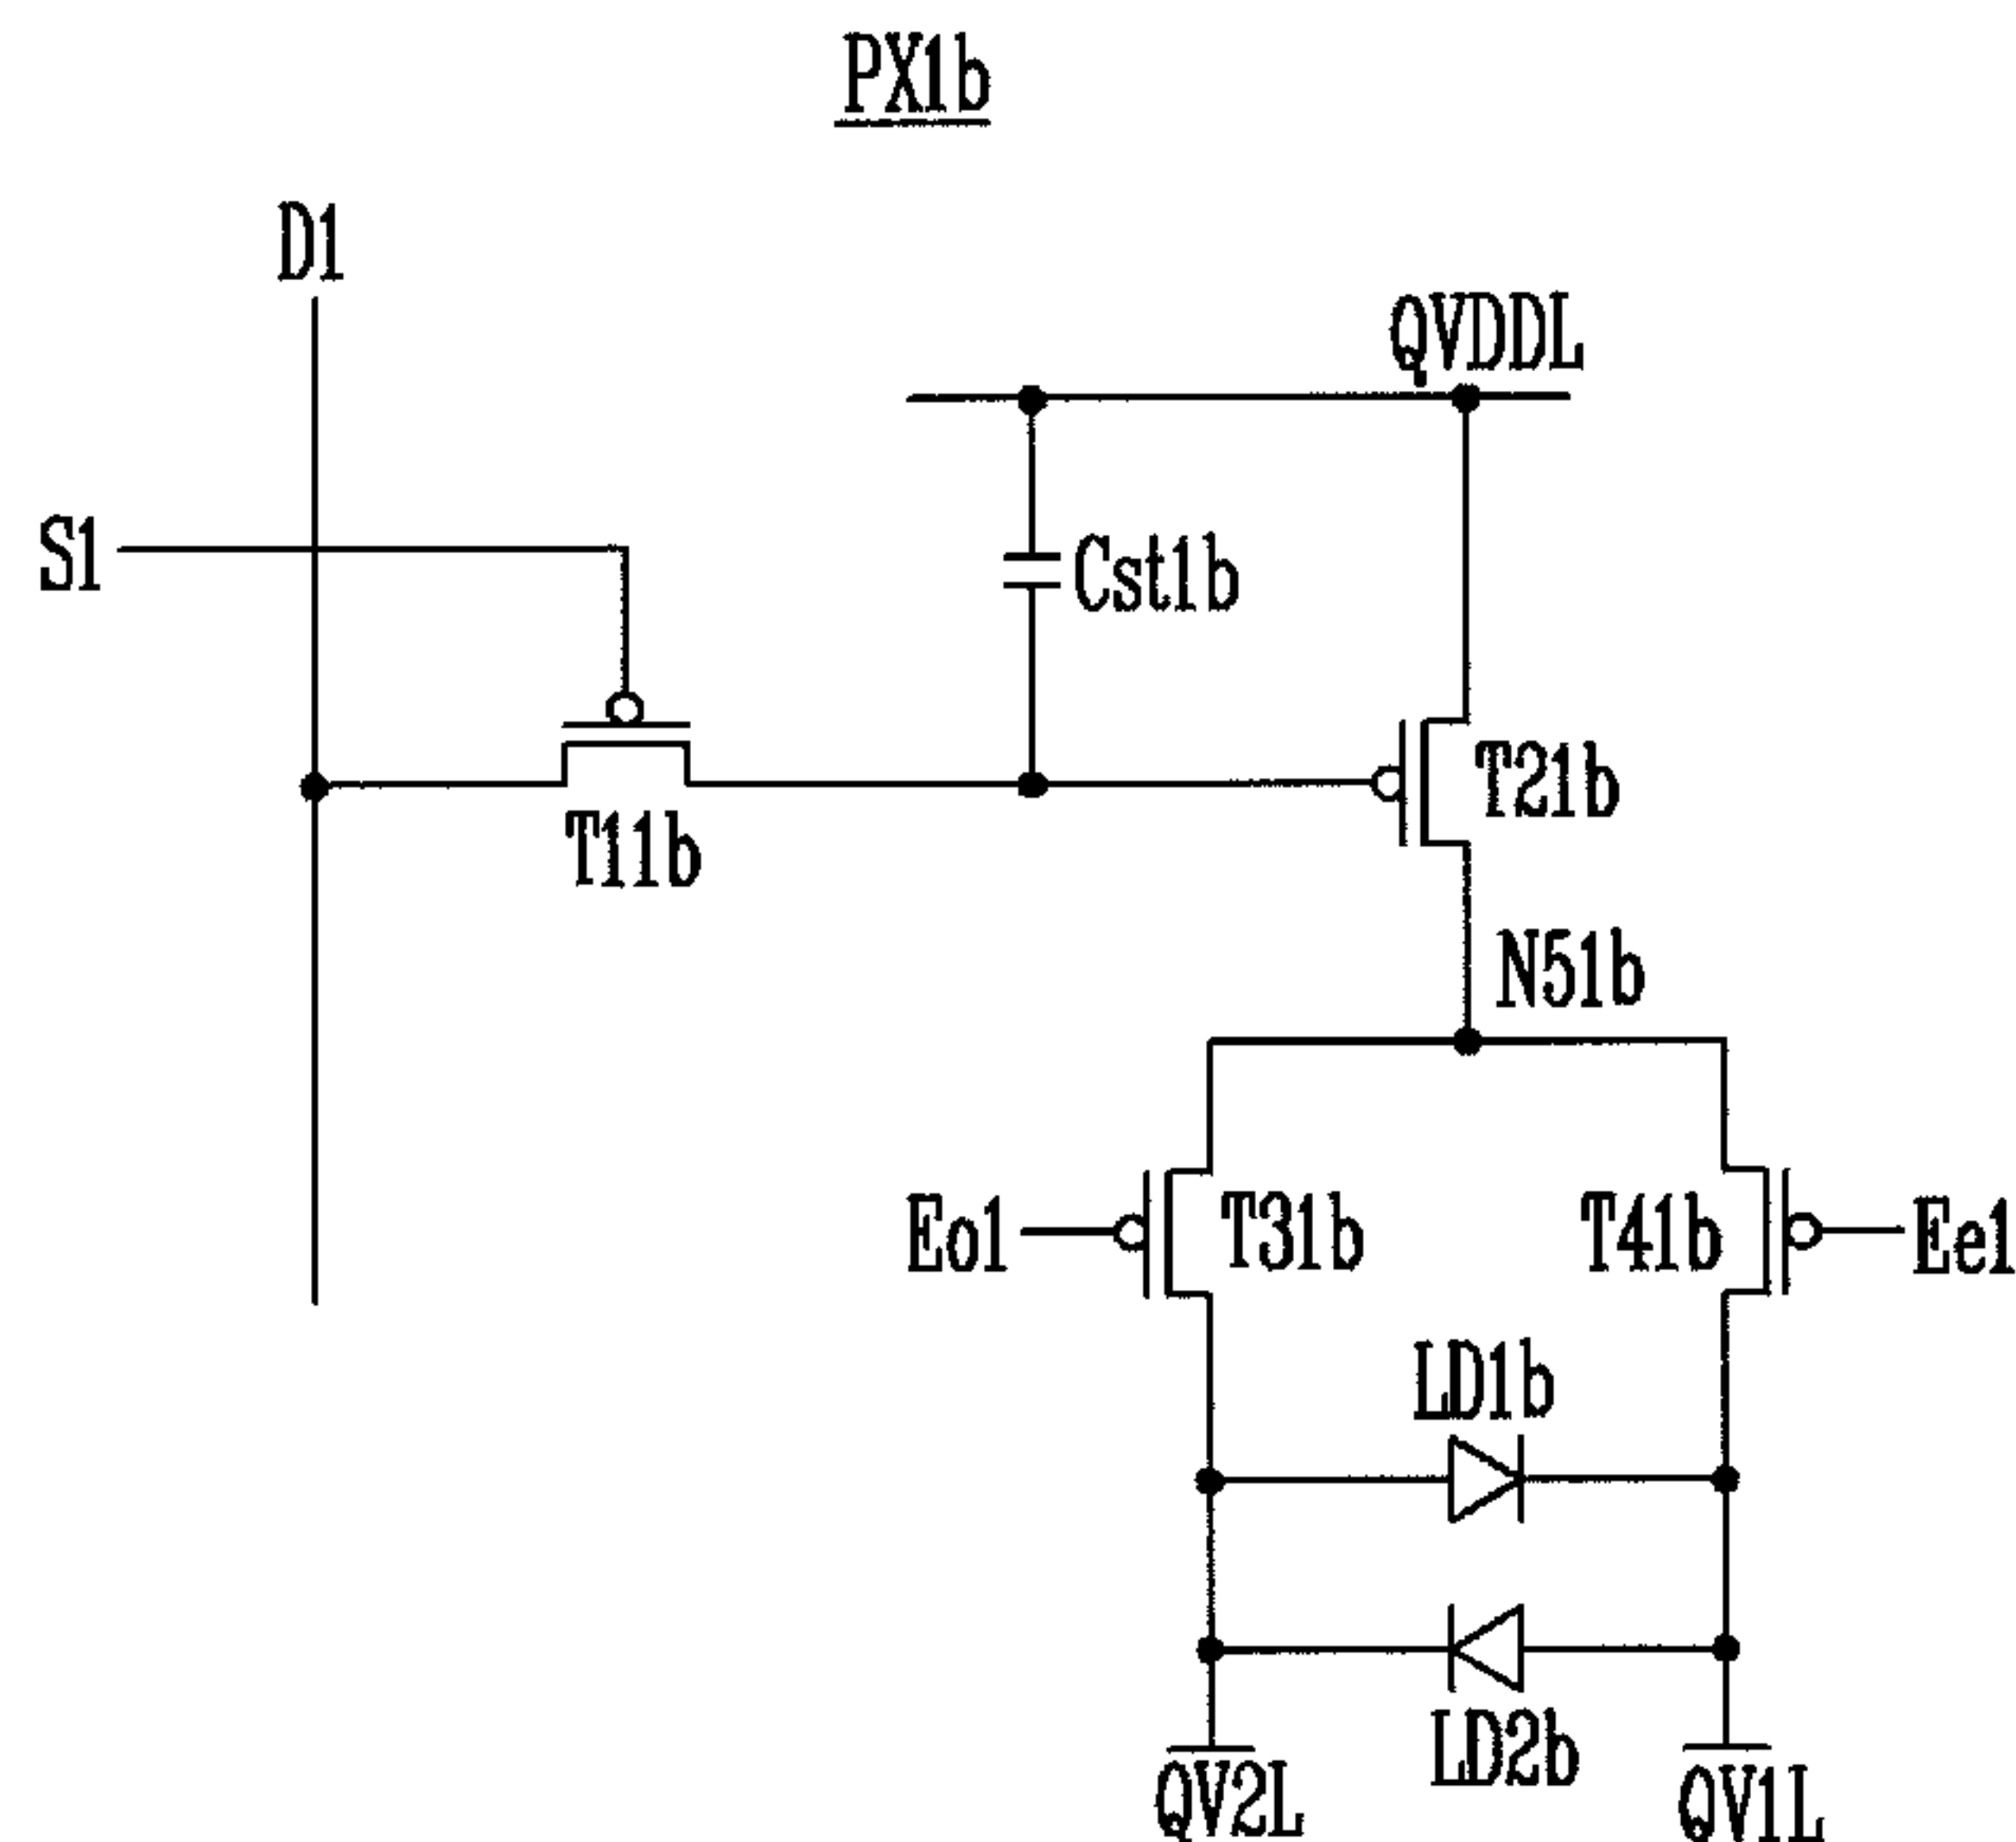 PX1b
D1
QVDDL
S1
Cst1b
T21b
T11b
N51b
Eo1
T31b
T41b
Ee1
LD1b
LD2b
QV2L
QV1L